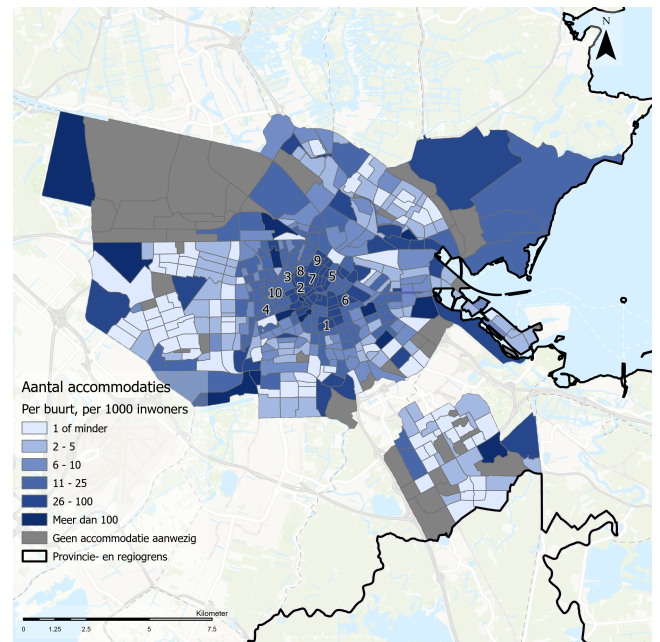 N
9
8
3
7
5
2
10
6
4
1
Aantal accommodaties
Per buurt, per 1000 inwoners
1 of minder
2 - 5
6 - 10
11 - 25
26 - 100
Meer dan 100
Geen accommodatie aanwezig
Provincie- en regiogrens
Kilometer
0 1.25 2.5 5 7.5